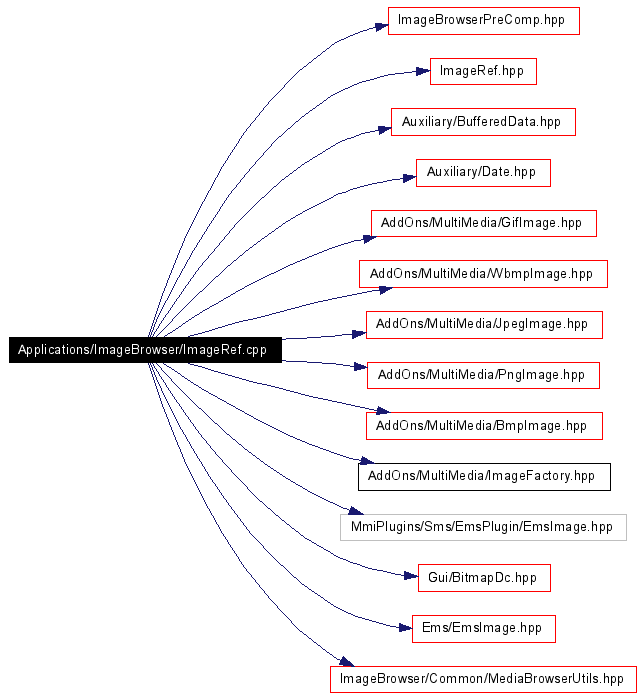 ImageBrowserPreComp.hpp
ImageRef.hpp
Auxiliary/BufferedData.hpp
Auxiliary/Date.hpp
AddOns/MultiMedia/GifImage.hpp
AddOns/MultiMedia/WbmpImage.hpp
AddOns/MultiMedia/JpegImage.hpp
Applications/ImageBrowser/ImageRef.cpp
AddOns/MultiMedia/PngImage.hpp
AddOns/MultiMedia/BmpImage.hpp
AddOns/MultiMedia/ImageFactory.hpp
MmiPlugins/Sms/EmsPlugin/EmsImage.hpp
Gui/BitmapDc.hpp
Ems/EmsImage.hpp
ImageBrowser/Common/MediaBrowserUtils.hpp